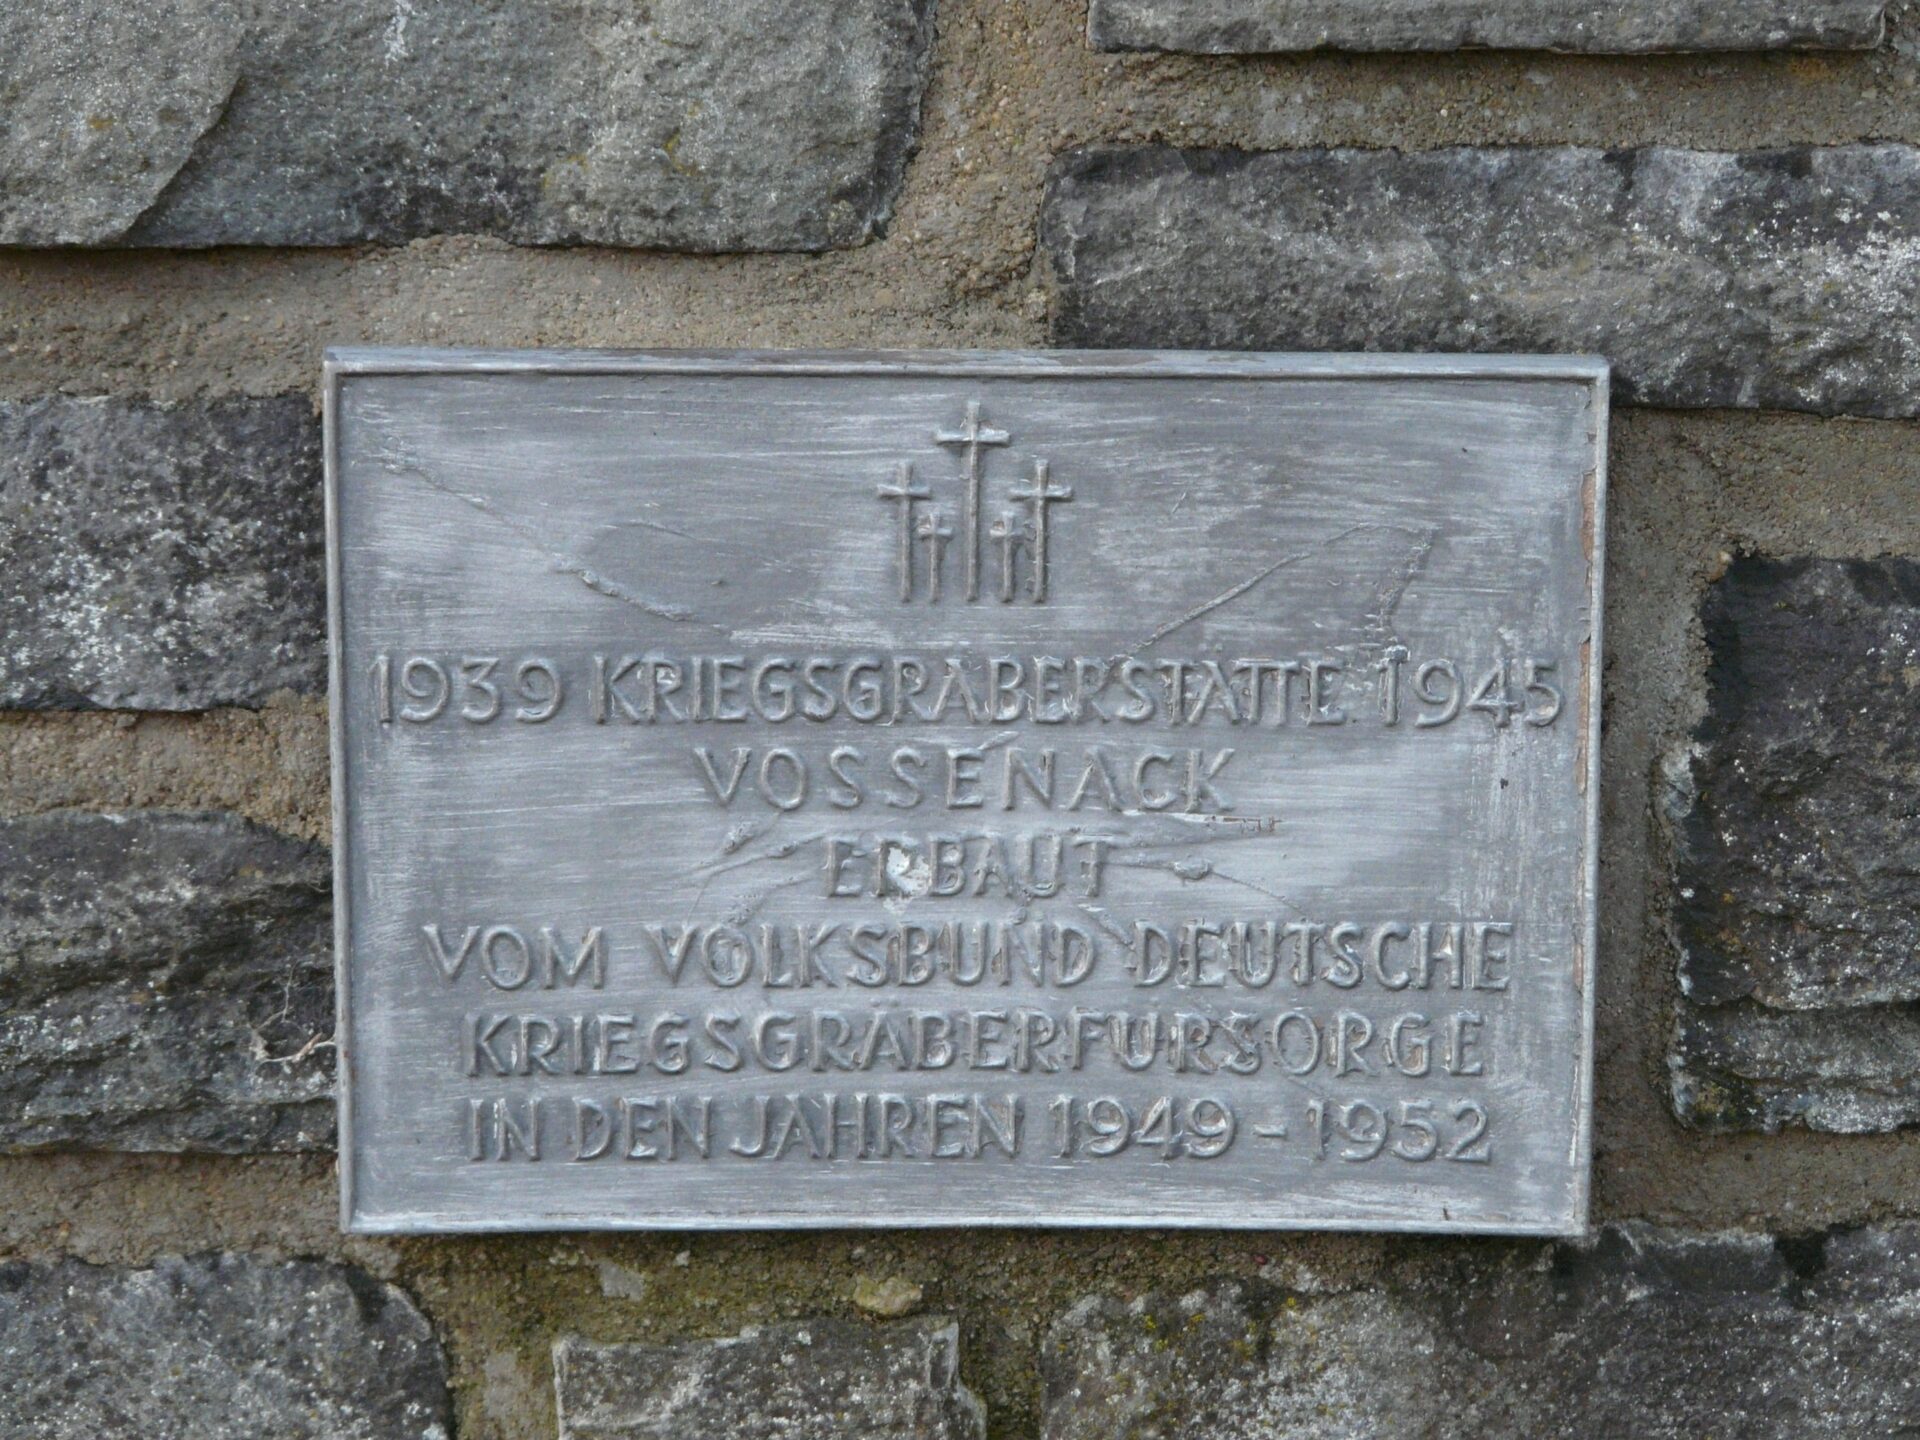 1939 KRIEGSGRÄBERSTÄTTE 1945
VOSSENACK
ERBAUT
VOM VOLKSBUND DEUTSCHE
KRIEGSGRÄBERFÜRSORGE
IN DEN JAHREN 1949 - 1952